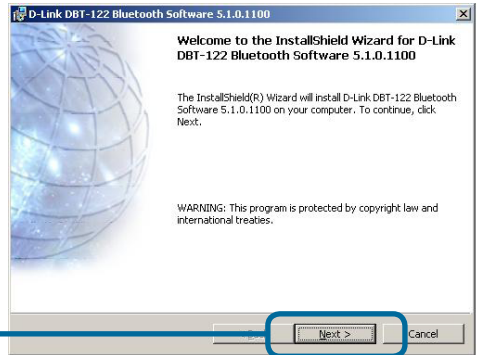 D-Link DBT-122 Bluetooth Software 5.1.0.1100
Welcome to the InstallShield Wizard for D-Link
DBT-122 Bluetooth Software 5.1.0.1100
The InstallShield(R) Wizard will install D-Link DBT-122 Bluetooth
Software 5.1.0.1100 on your computer. To continue, click
Next.
WARNING: This program is protected by copyright law and
international treaties.
Next > Cancel